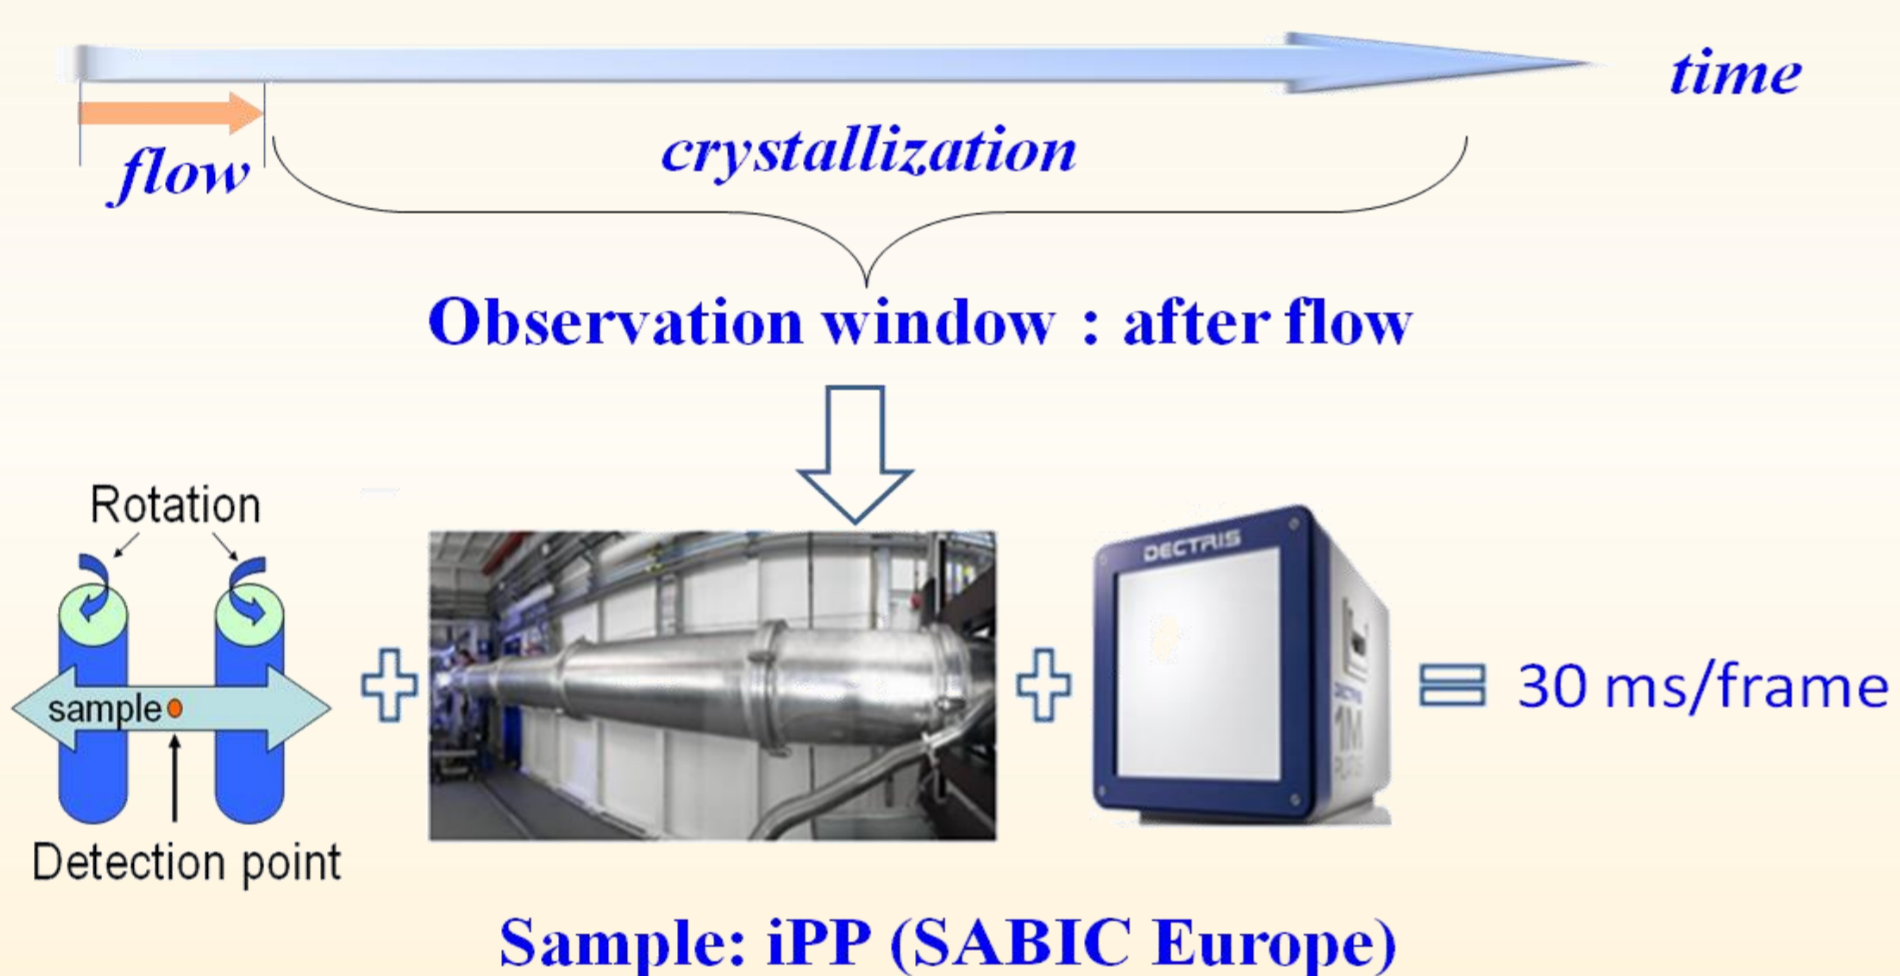 time
flow
crystallization
Observation window : after flow
Rotation
sample
Detection point
DECTRIS
1M
30 ms/frame
Sample: iPP (SABIC Europe)